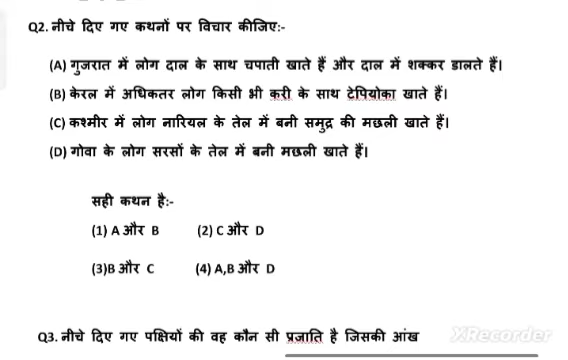 Q2. नीचे दिए गए कथनों पर विचार कीजिए:-
(A) गुजरात में लोग दाल के साथ चपाती खाते हैं और दाल में शक्कर डालते हैं।
(B) केरल में अधिकतर लोग किसी भी करी के साथ टेपियोका खाते हैं।
(C) कश्मीर में लोग नारियल के तेल में बनी समुद्र की मछली खाते हैं।
(D) गोवा के लोग सरसों के तेल में बनी मछली खाते हैं।
सही कथन है:-
(1) A और B (2) C और D
(3)B और C (4) A,B और D
Q3. नीचे दिए गए पक्षियों की वह कौन सी प्रजाति है जिसकी आंख
XRecorder